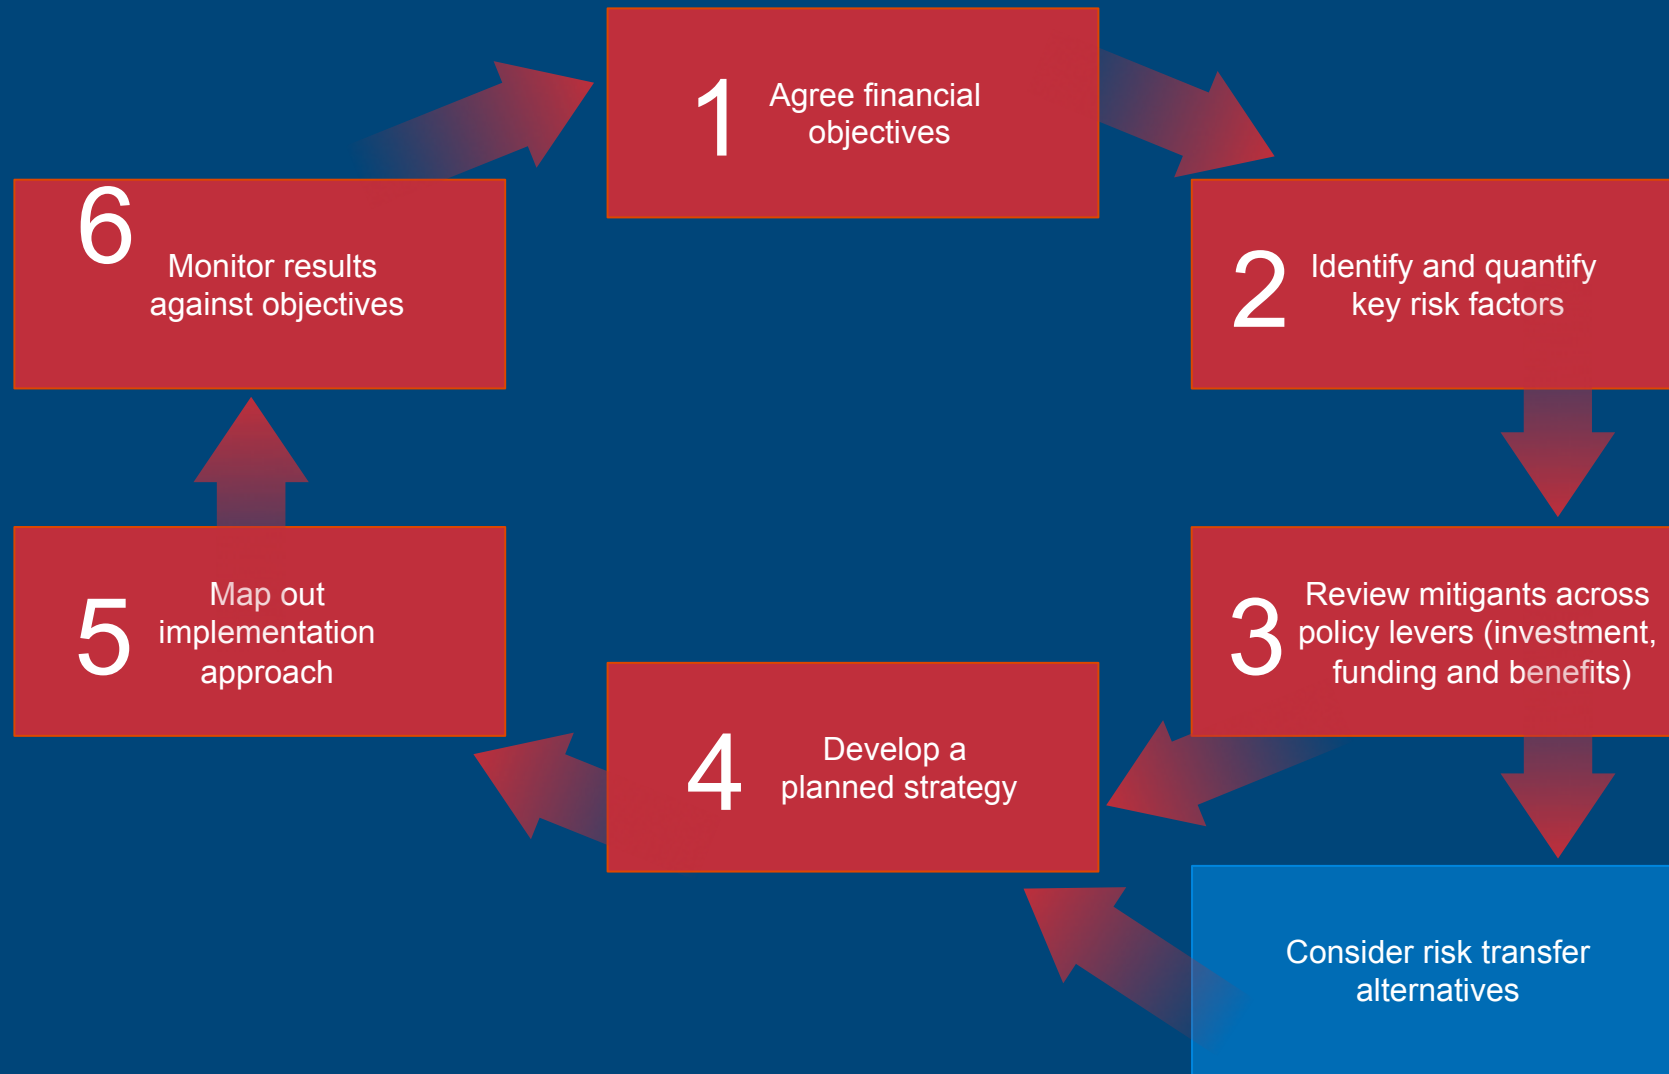 1
Agree financial
objectives
2
Identify and quantify
key risk factors
3
Review mitigants across
policy levers (investment,
funding and benefits)
Consider risk transfer
alternatives
4
Develop a
planned strategy
5
Map out
implementation
approach
6
Monitor results
against objectives